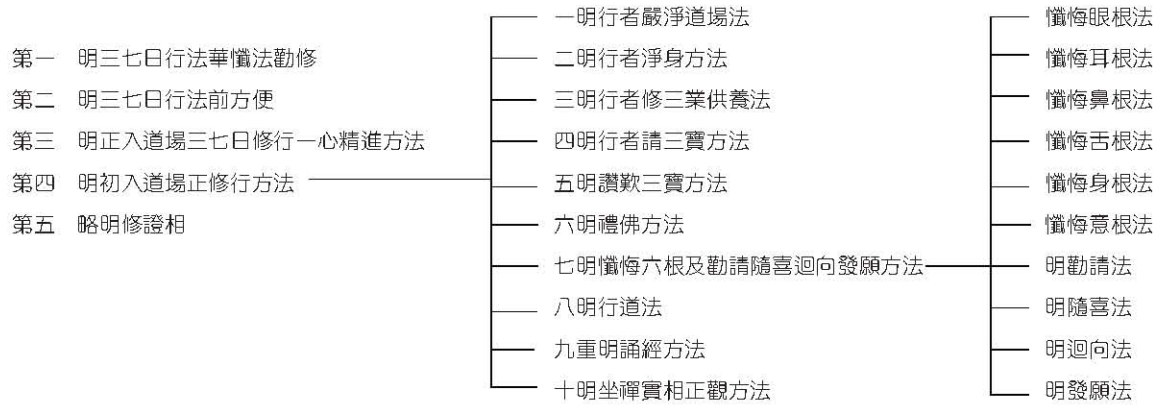 第一　明三七日行法華懺法勸修
第二　明三七日行法前方便
第三　明正入道場三七日修行一心精進方法
第四　明初入道場正修行方法
第五　略明修證相
一明行者嚴淨道場法
二明行者淨身方法
三明行者修三業供養法
四明行者請三寶方法
五明讚歎三寶方法
六明禮佛方法
七明懺悔六根及勸請隨喜迴向發願方法
八明行道法
九重明誦經方法
十明坐禪實相正觀方法
懺悔眼根法
懺悔耳根法
懺悔鼻根法
懺悔舌根法
懺悔身根法
懺悔意根法
明勸請法
明隨喜法
明迴向法
明發願法